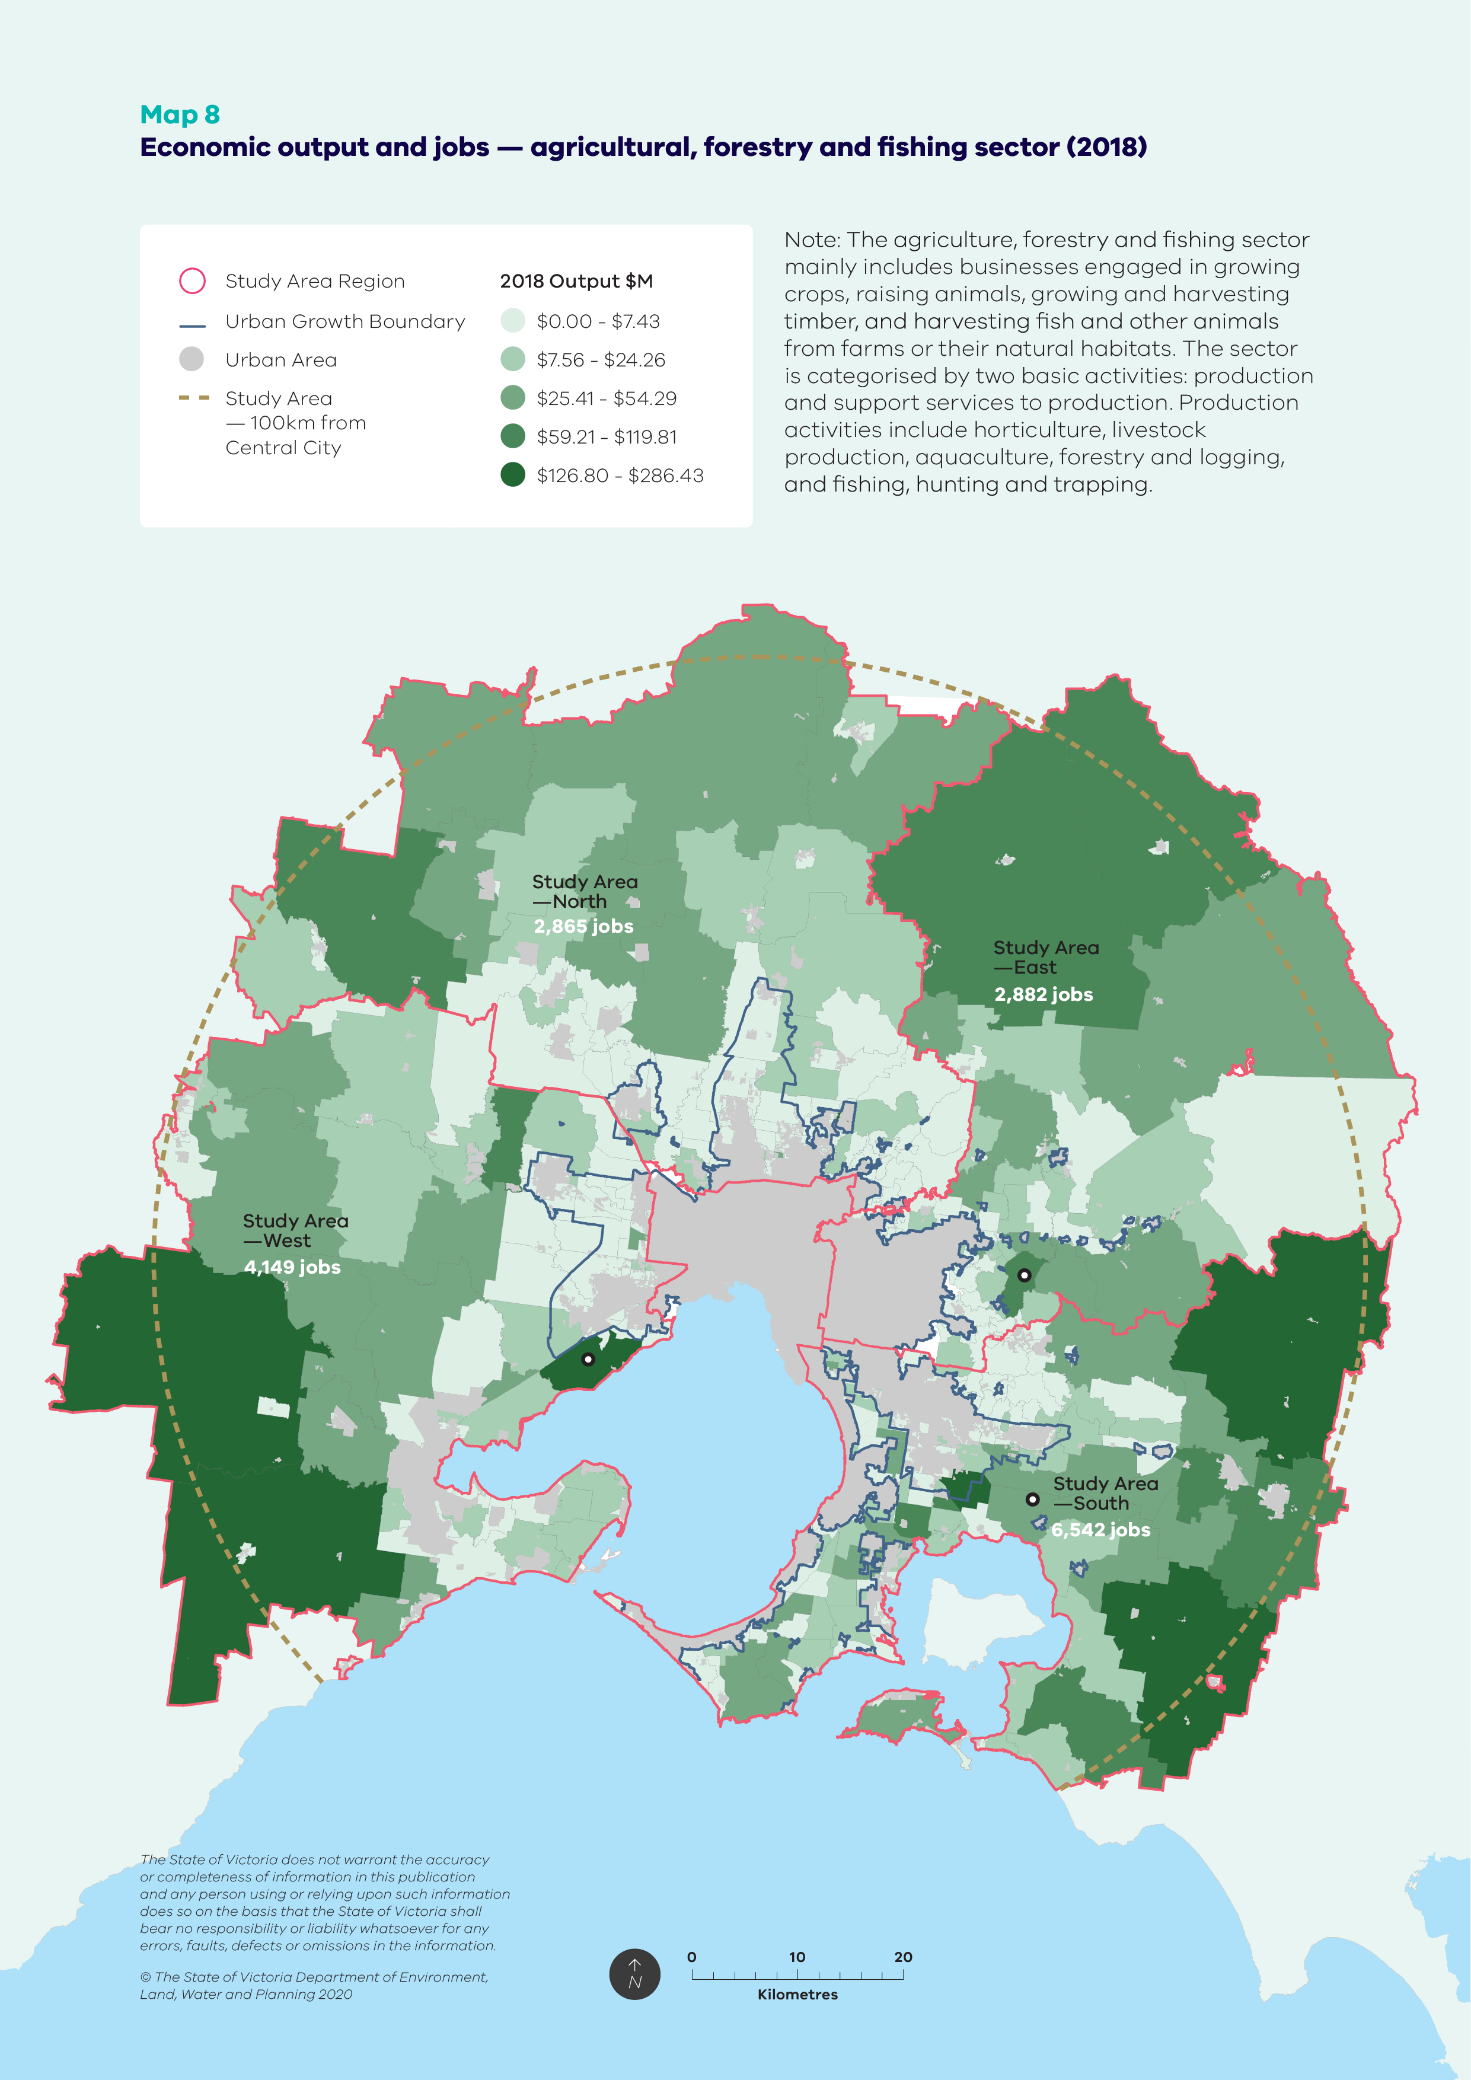 Map 8
Economic output and jobs — agricultural, forestry and fishing sector (2018)
Study Area Region
Urban Growth Boundary
Urban Area
Study Area
— 100km from
Central City
2018 Output $M
$0.00 - $7.43
$7.56 - $24.26
$25.41 - $54.29
$59.21 - $119.81
$126.80 - $286.43
Note: The agriculture, forestry and fishing sector
mainly includes businesses engaged in growing
crops, raising animals, growing and harvesting
timber, and harvesting fish and other animals
from farms or their natural habitats. The sector
is categorised by two basic activities: production
and support services to production. Production
activities include horticulture, livestock
production, aquaculture, forestry and logging,
and fishing, hunting and trapping.
Study Area
—North
2,865 jobs
Study Area
—East
2,882 jobs
Study Area
—West
4,149 jobs
Study Area
—South
6,542 jobs
The State of Victoria does not warrant the accuracy
or completeness of information in this publication
and any person using or relying upon such information
does so on the basis that the State of Victoria shall
bear no responsibility or liability whatsoever for any
errors, faults, defects or omissions in the information.
© The State of Victoria Department of Environment,
Land, Water and Planning 2020
N
0 10 20
Kilometres